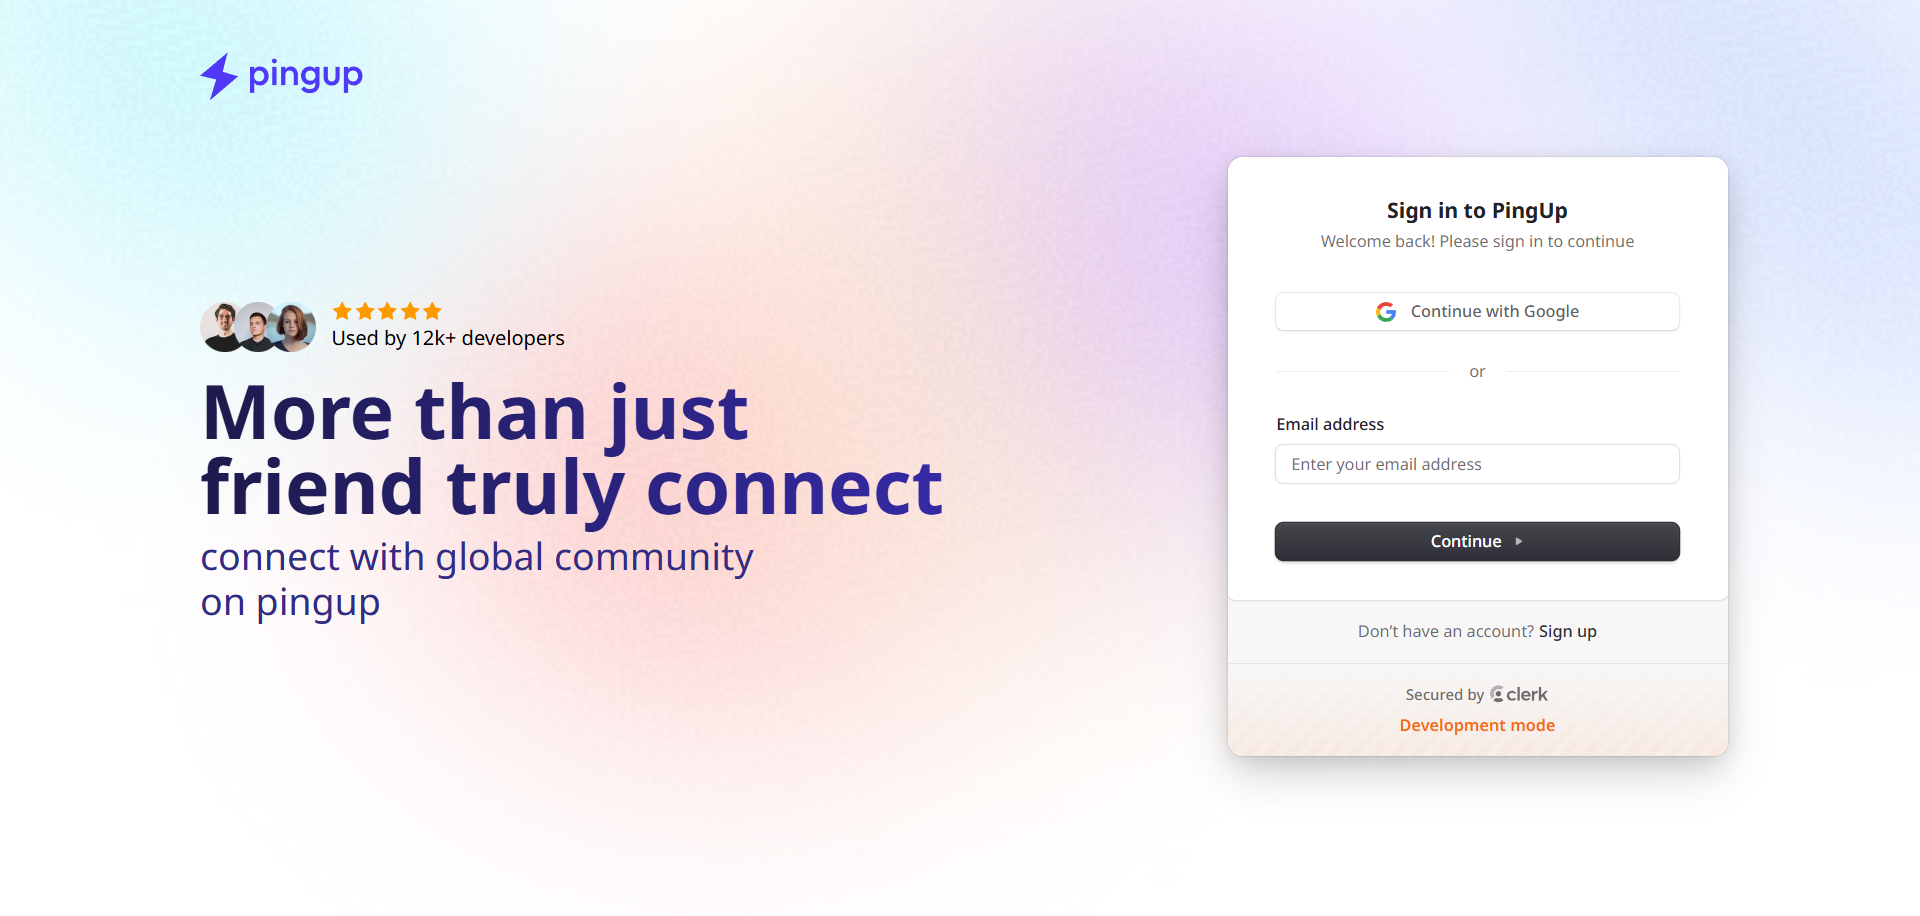 pingup
Used by 12k+ developers
More than just
friend truly connect
connect with global community
on pingup
Sign in to PingUp
Welcome back! Please sign in to continue
Continue with Google
or
Email address
Enter your email address
Continue
Don’t have an account? Sign up
Secured by clerk
Development mode